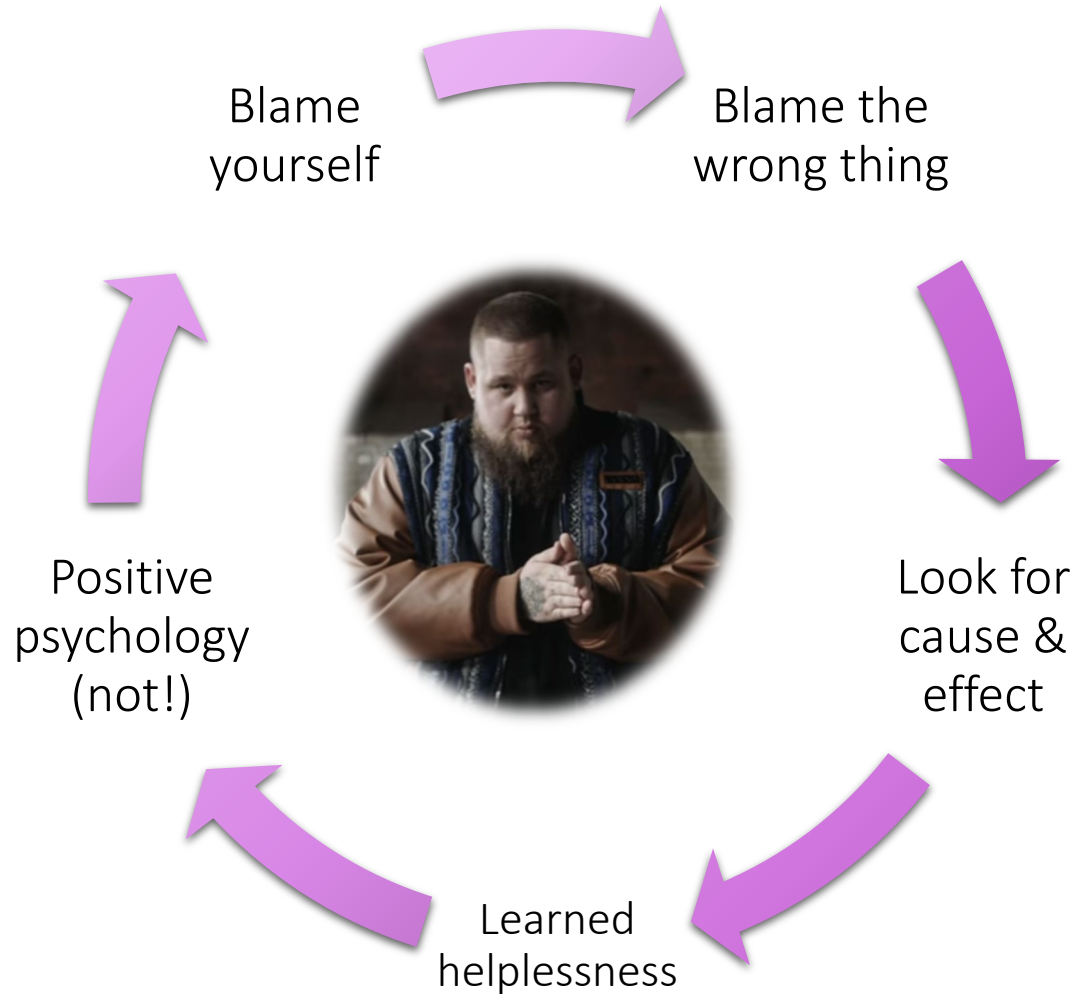 Blame
yourself
Blame the
wrong thing
Look for
cause &
effect
Learned
helplessness
Positive
psychology
(not!)